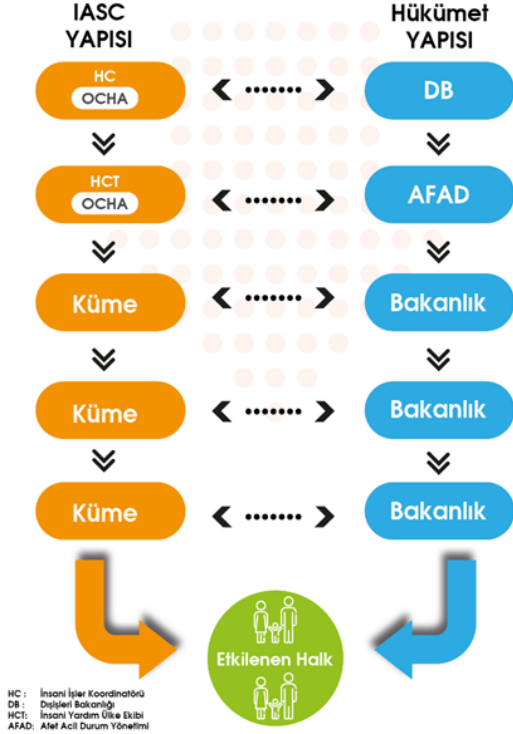 IASC
YAPISI
Hükümet
YAPISI
HC
OCHA
DB
HCT
OCHA
AFAD
Küme
Bakanlık
Küme
Bakanlık
Küme
Bakanlık
Etkilenen Halk
HC : İnsani İşler Koordinatörü
DB : Dışişleri Bakanlığı
HCT: İnsani Yardım Ülke Ekibi
AFAD: Afet Acil Durum Yönetimi